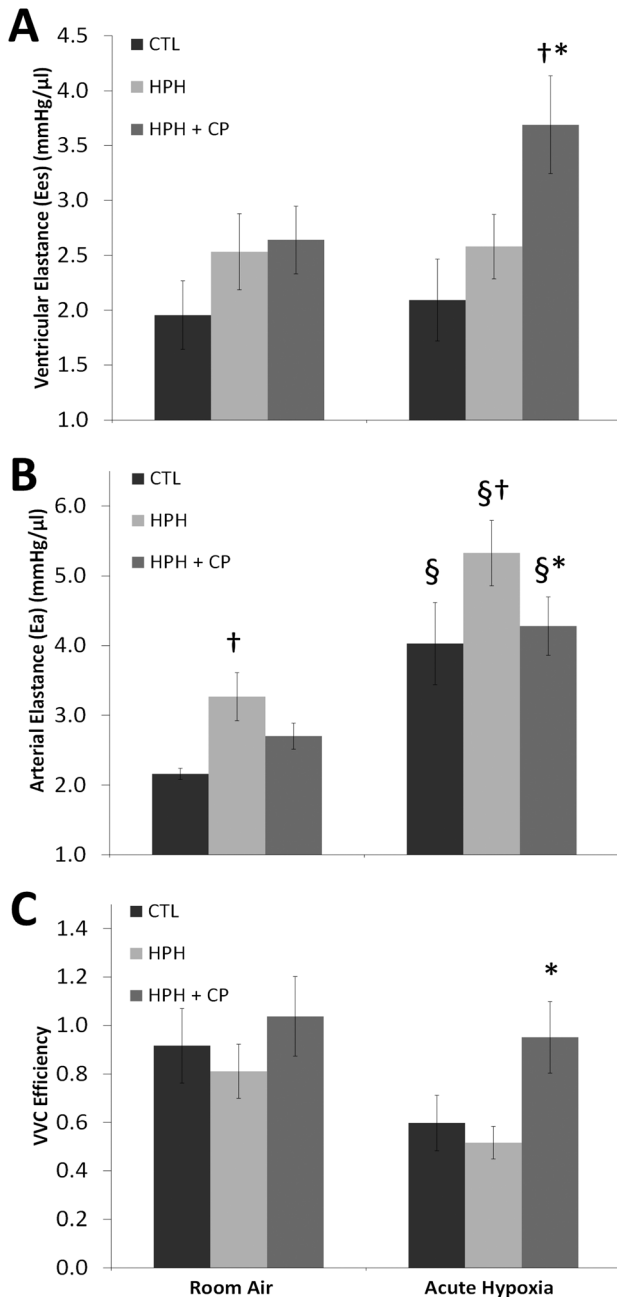 A
Ventricular Elastance (Ees) (mmHg/µl)
4.5
4.0
3.5
3.0
2.5
2.0
1.5
1.0
CTL
HPH
HPH + CP
†*
B
Arterial Elastance (Ea) (mmHg/µl)
6.0
5.0
4.0
3.0
2.0
1.0
CTL
HPH
HPH + CP
†
§
§†
§*
C
VVC Efficiency
1.4
1.2
1.0
0.8
0.6
0.4
0.2
0.0
CTL
HPH
HPH + CP
*
Room Air
Acute Hypoxia